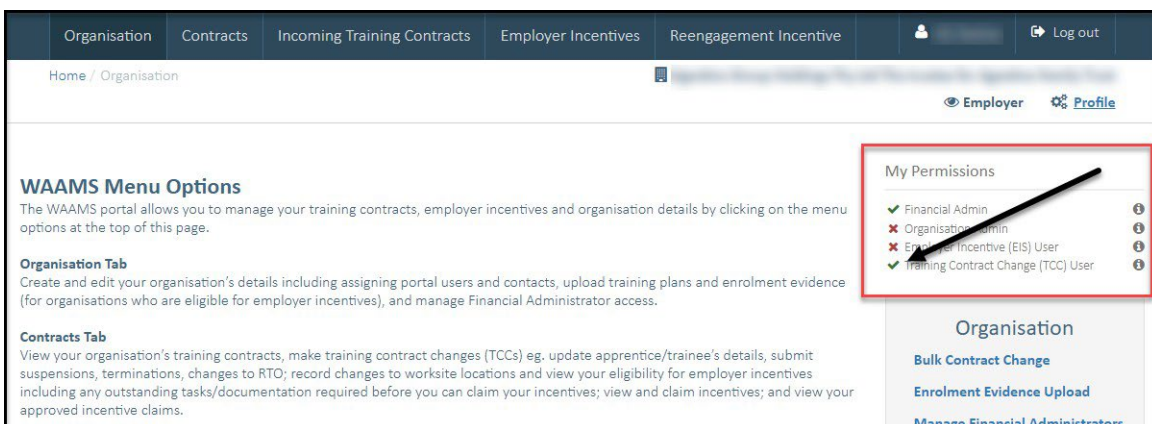 Organisation Contracts Incoming Training Contracts Employer Incentives Reengagement Incentive Log out
Home / Organisation
Employer Profile
WAAMS Menu Options
The WAAMS portal allows you to manage your training contracts, employer incentives and organisation details by clicking on the menu
options at the top of this page.
Organisation Tab
Create and edit your organisation's details including assigning portal users and contacts, upload training plans and enrolment evidence
(for organisations who are eligible for employer incentives), and manage Financial Administrator access.
Contracts Tab
View your organisation's training contracts, make training contract changes (TCCs) eg. update apprentice/trainee's details, submit
suspensions, terminations, changes to RTO; record changes to worksite locations and view your eligibility for employer incentives
including any outstanding tasks/documentation required before you can claim your incentives; view and claim incentives; and view your
approved incentive claims.
My Permissions
Financial Admin
Organisation Admin
Employer Incentive (EIS) User
Training Contract Change (TCC) User
Organisation
Bulk Contract Change
Enrolment Evidence Upload
Manage Financial Administrators